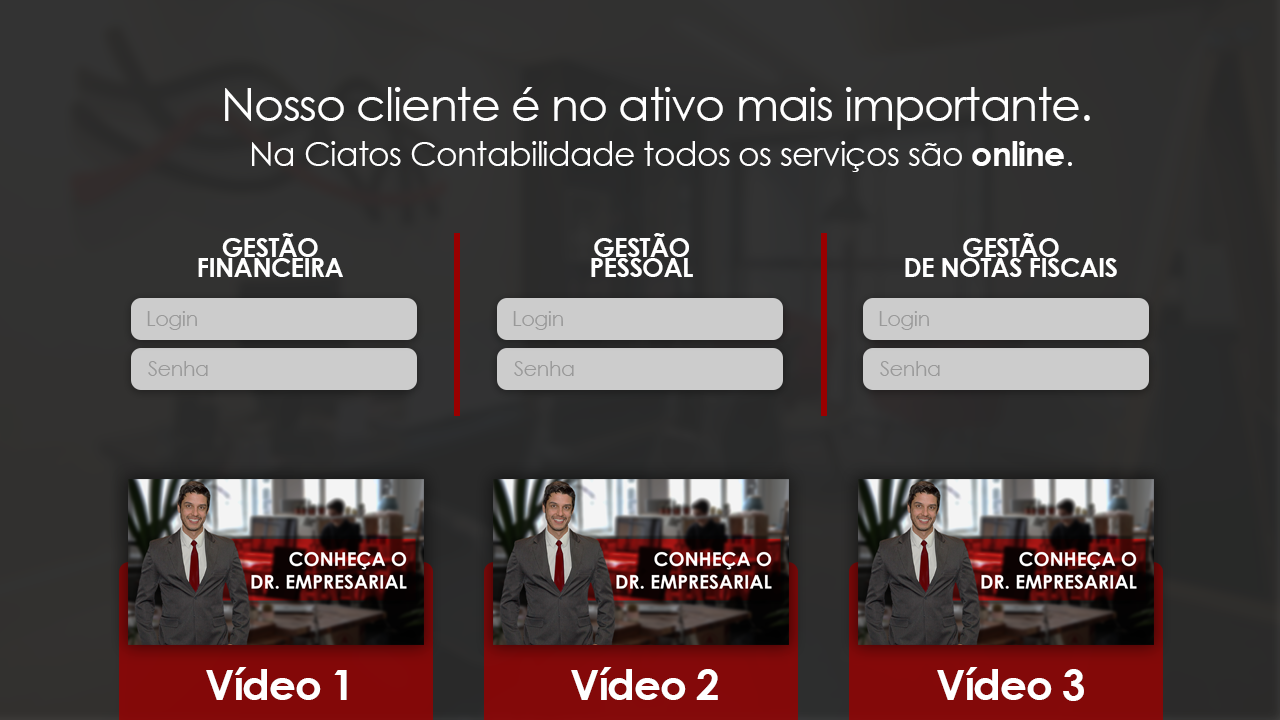 Nosso cliente é no ativo mais importante.
Na Ciatos Contabilidade todos os serviços são online.
GESTÃO
FINANCEIRA
Login
Senha
GESTÃO
PESSOAL
Login
Senha
GESTÃO
DE NOTAS FISCAIS
Login
Senha
CONHEÇA O
DR. EMPRESARIAL
Vídeo 1
CONHEÇA O
DR. EMPRESARIAL
Vídeo 2
CONHEÇA O
DR. EMPRESARIAL
Vídeo 3